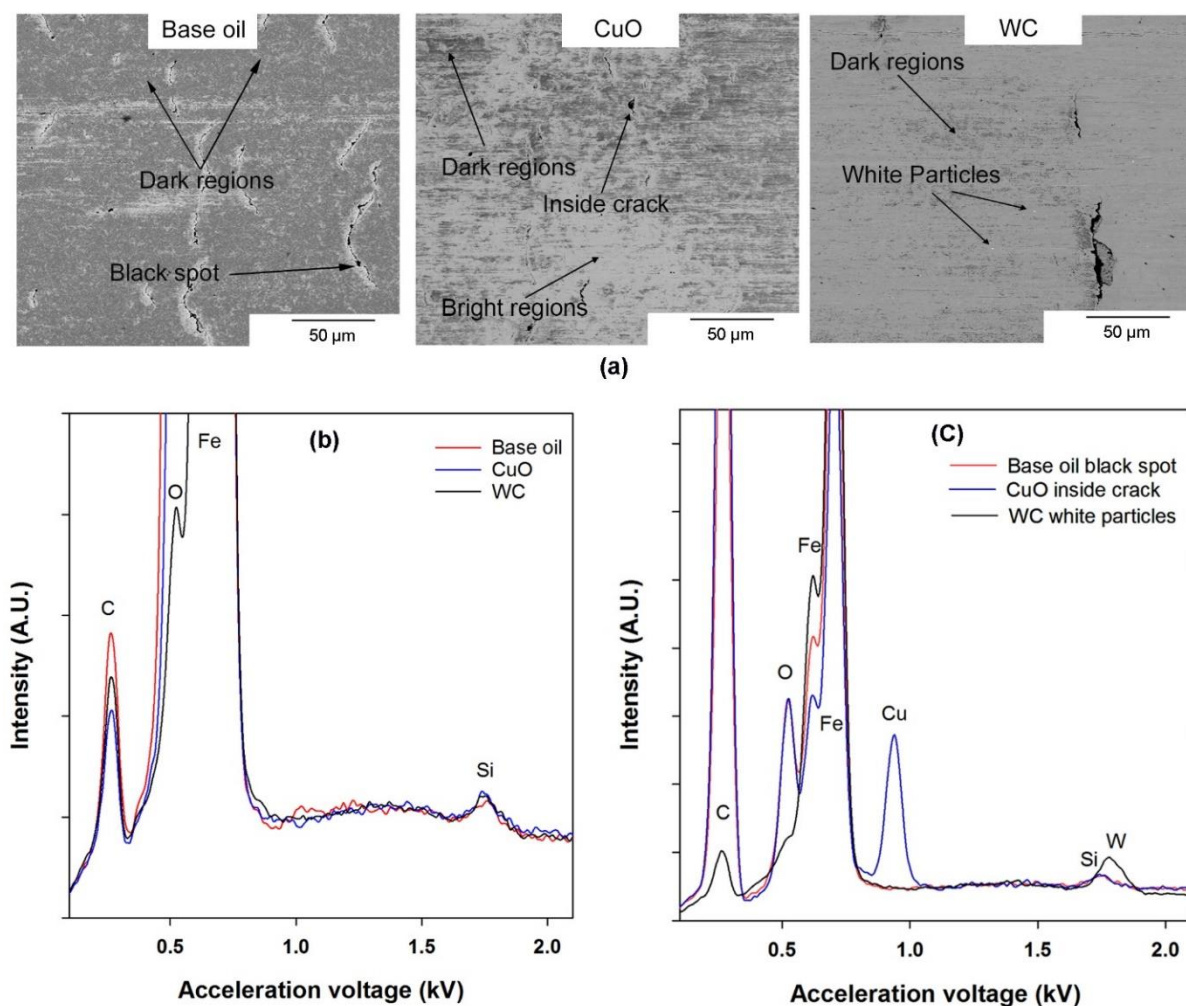 Base oil
Dark regions
Black spot
50 µm
CuO
Dark regions
Inside crack
Bright regions
50 µm
WC
Dark regions
White Particles
50 µm
(a)
(b)
Fe
Base oil
CuO
WC
O
C
Si
Intensity (A.U.)
0.5 1.0 1.5 2.0
Acceleration voltage (kV)
(C)
Base oil black spot
CuO inside crack
WC white particles
Fe
O
Fe
Cu
C
Si
W
Intensity (A.U.)
0.5 1.0 1.5 2.0
Acceleration voltage (kV)